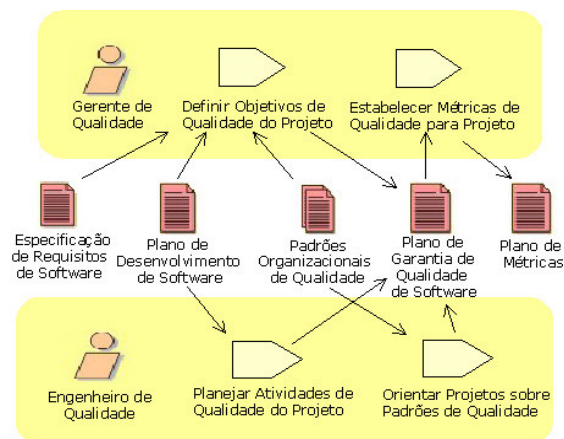 Gerente de
Qualidade
Definir Objetivos de
Qualidade do Projeto
Estabelecer Métricas de
Qualidade para Projeto
Especificação
de Requisitos
de Software
Plano de
Desenvolvimento
de Software
Padrões
Organizacionais
de Qualidade
Plano de
Garantia de
Qualidade
de Software
Plano de
Métricas
Engenheiro de
Qualidade
Planejar Atividades de
Qualidade do Projeto
Orientar Projetos sobre
Padrões de Qualidade